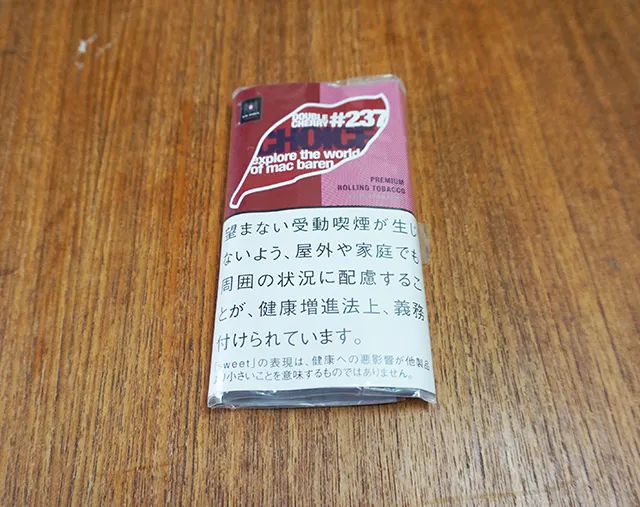 DOUBLE
CHERRY #237
CHOICE
explore the world
of mac baren
PREMIUM
ROLLING TOBACCO
望まない受動喫煙が生じ
ないよう、屋外や家庭でも
周囲の状況に配慮するこ
とが、健康増進法上、義務
付けられています。
「sweet」の表現は、健康への悪影響が他製品
より小さいことを意味するものではありません。